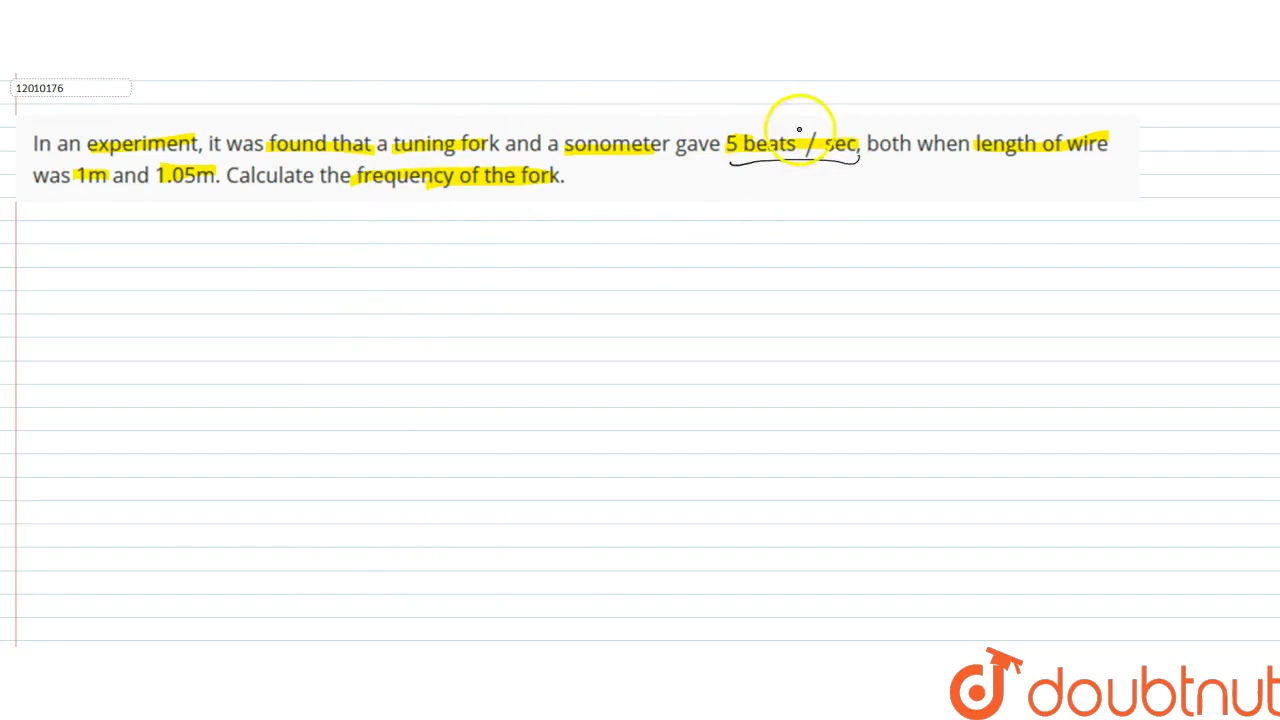 12010176
In an experiment, it was found that a tuning fork and a sonometer gave 5 beats / sec, both when length of wire
was 1m and 1.05m. Calculate the frequency of the fork.
doubtnut